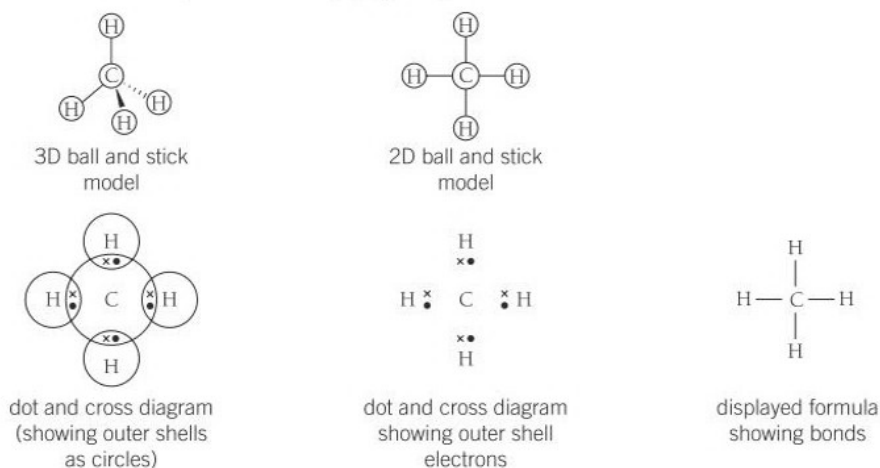 H
C
H H
H
3D ball and stick
model
H
H C H
H
2D ball and stick
model
H
H C H
H
dot and cross diagram
(showing outer shells
as circles)
H
H C H
H
dot and cross diagram
showing outer shell
electrons
H
H — C — H
H
displayed formula
showing bonds